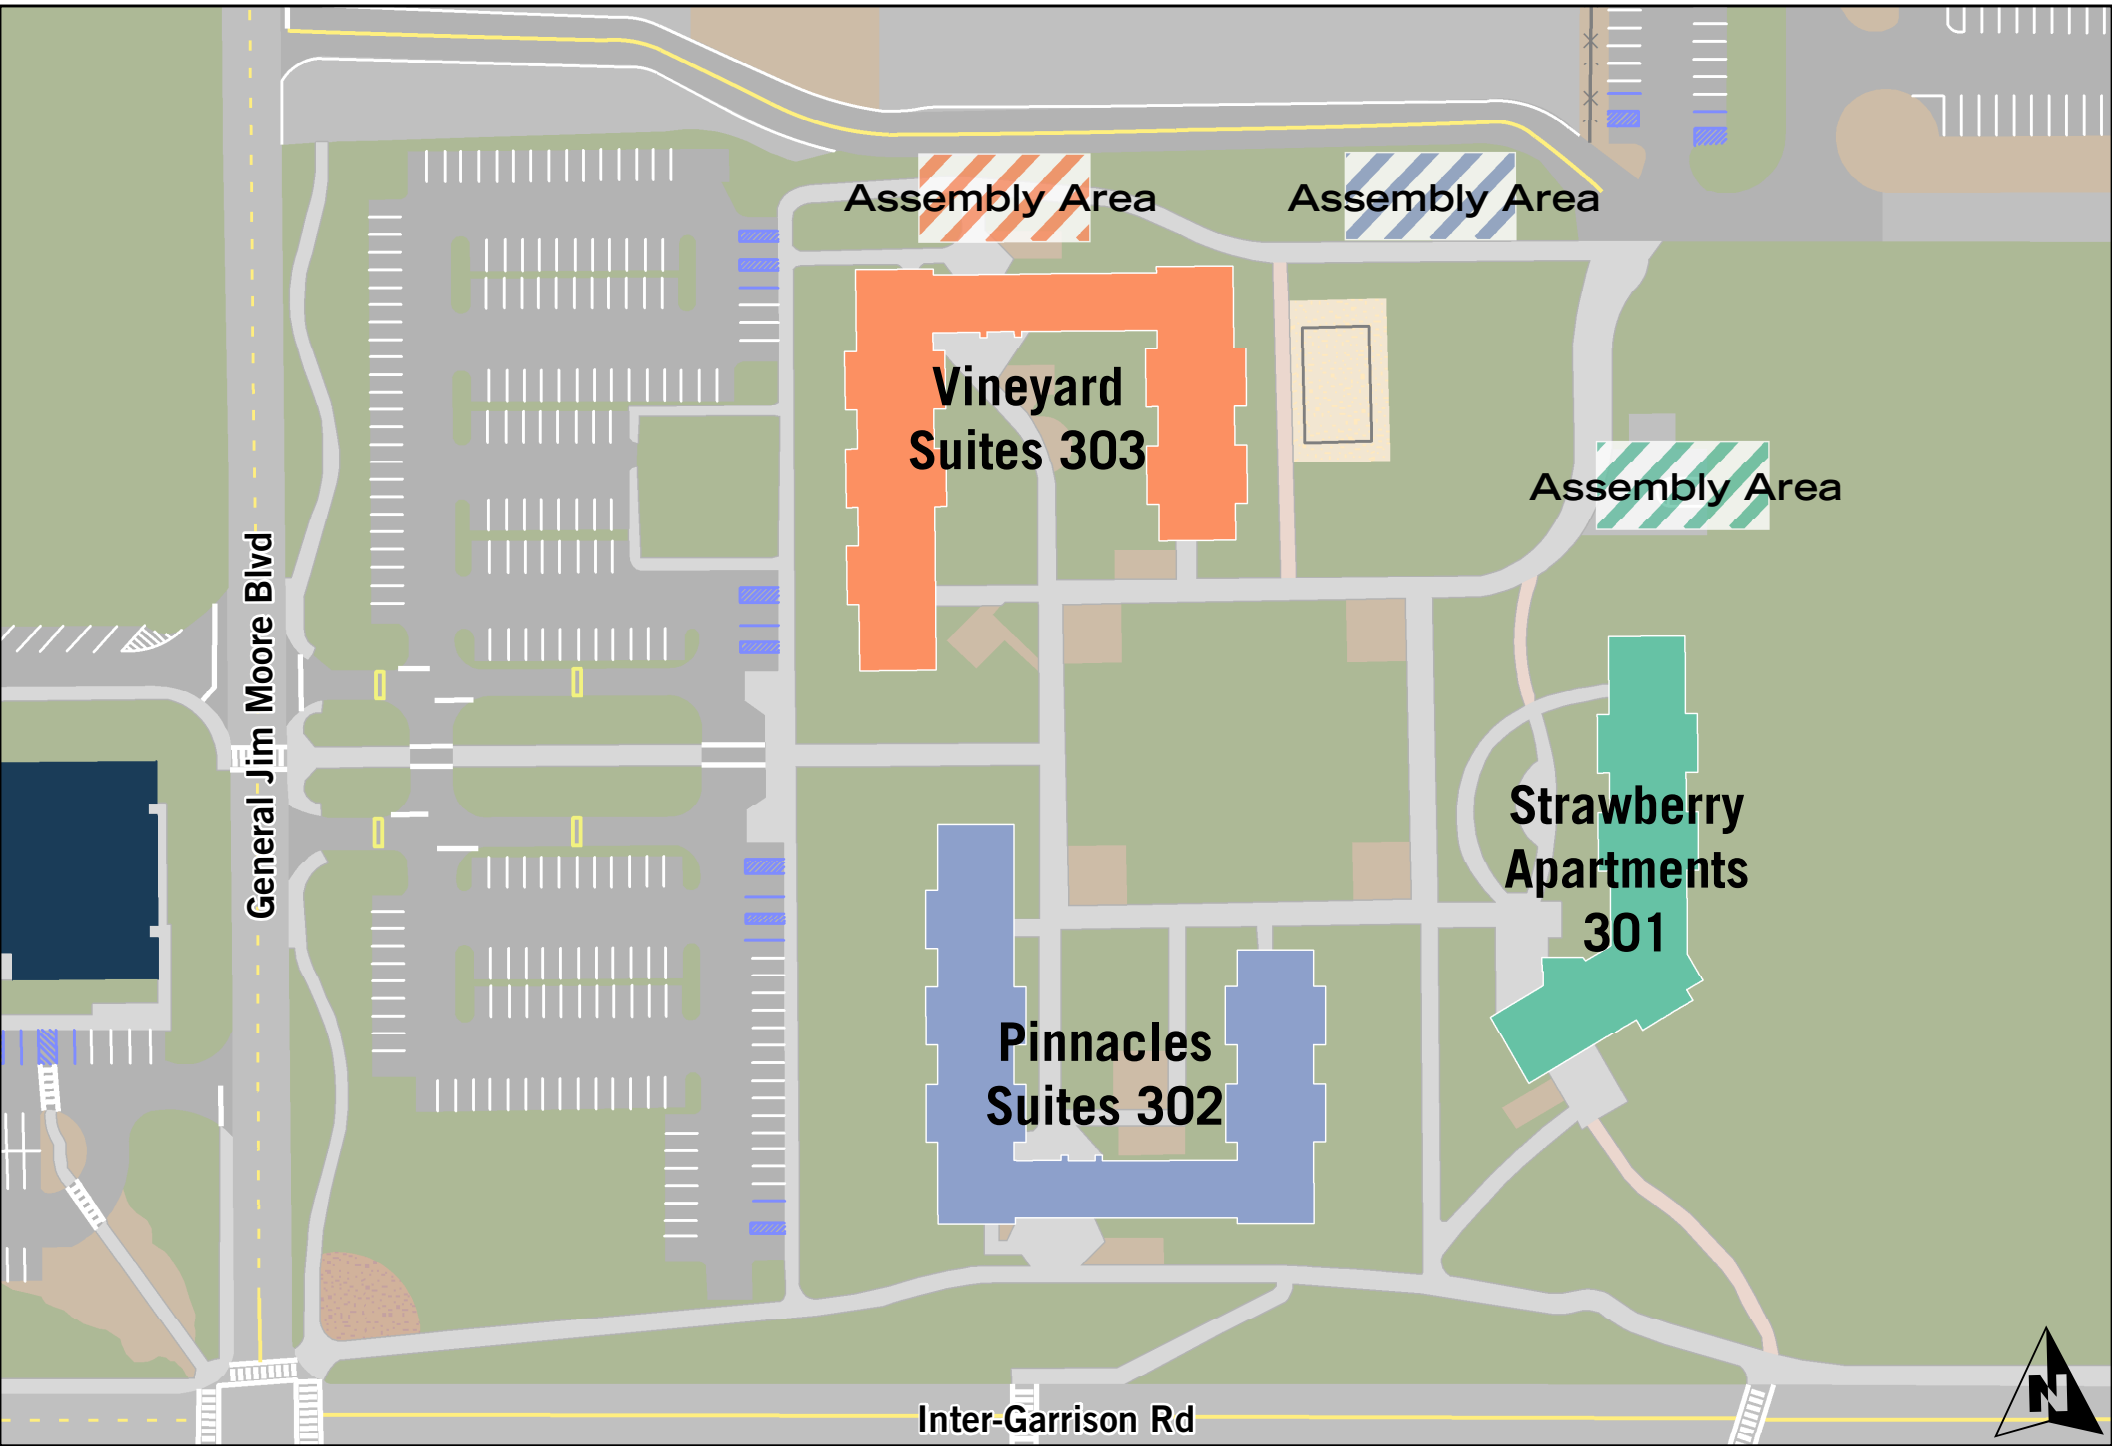 Assembly Area
Assembly Area
Vineyard
Suites 303
Assembly Area
General Jim Moore Blvd
Strawberry
Apartments
301
Pinnacles
Suites 302
Inter-Garrison Rd
N